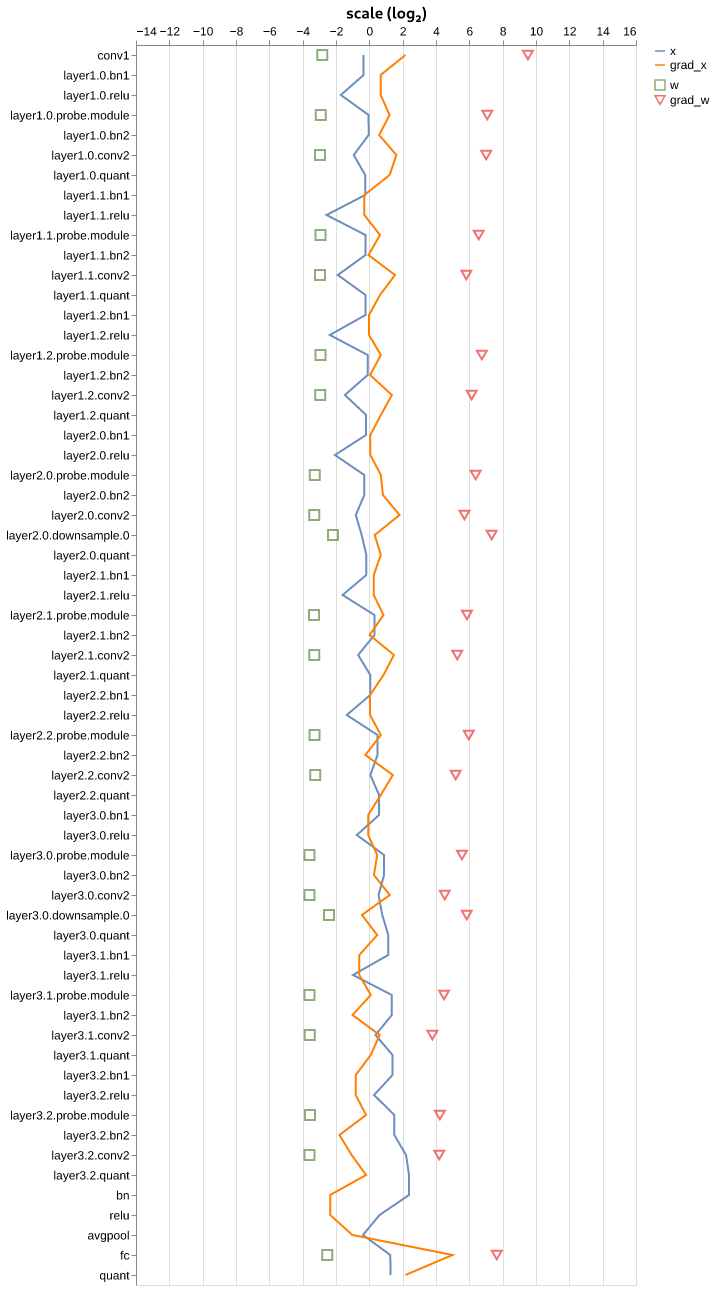 scale (log₂)
−14 −12 −10 −8 −6 −4 −2 0 2 4 6 8 10 12 14 16
x
grad_x
w
grad_w
conv1
layer1.0.bn1
layer1.0.relu
layer1.0.probe.module
layer1.0.bn2
layer1.0.conv2
layer1.0.quant
layer1.1.bn1
layer1.1.relu
layer1.1.probe.module
layer1.1.bn2
layer1.1.conv2
layer1.1.quant
layer1.2.bn1
layer1.2.relu
layer1.2.probe.module
layer1.2.bn2
layer1.2.conv2
layer1.2.quant
layer2.0.bn1
layer2.0.relu
layer2.0.probe.module
layer2.0.bn2
layer2.0.conv2
layer2.0.downsample.0
layer2.0.quant
layer2.1.bn1
layer2.1.relu
layer2.1.probe.module
layer2.1.bn2
layer2.1.conv2
layer2.1.quant
layer2.2.bn1
layer2.2.relu
layer2.2.probe.module
layer2.2.bn2
layer2.2.conv2
layer2.2.quant
layer3.0.bn1
layer3.0.relu
layer3.0.probe.module
layer3.0.bn2
layer3.0.conv2
layer3.0.downsample.0
layer3.0.quant
layer3.1.bn1
layer3.1.relu
layer3.1.probe.module
layer3.1.bn2
layer3.1.conv2
layer3.1.quant
layer3.2.bn1
layer3.2.relu
layer3.2.probe.module
layer3.2.bn2
layer3.2.conv2
layer3.2.quant
bn
relu
avgpool
fc
quant